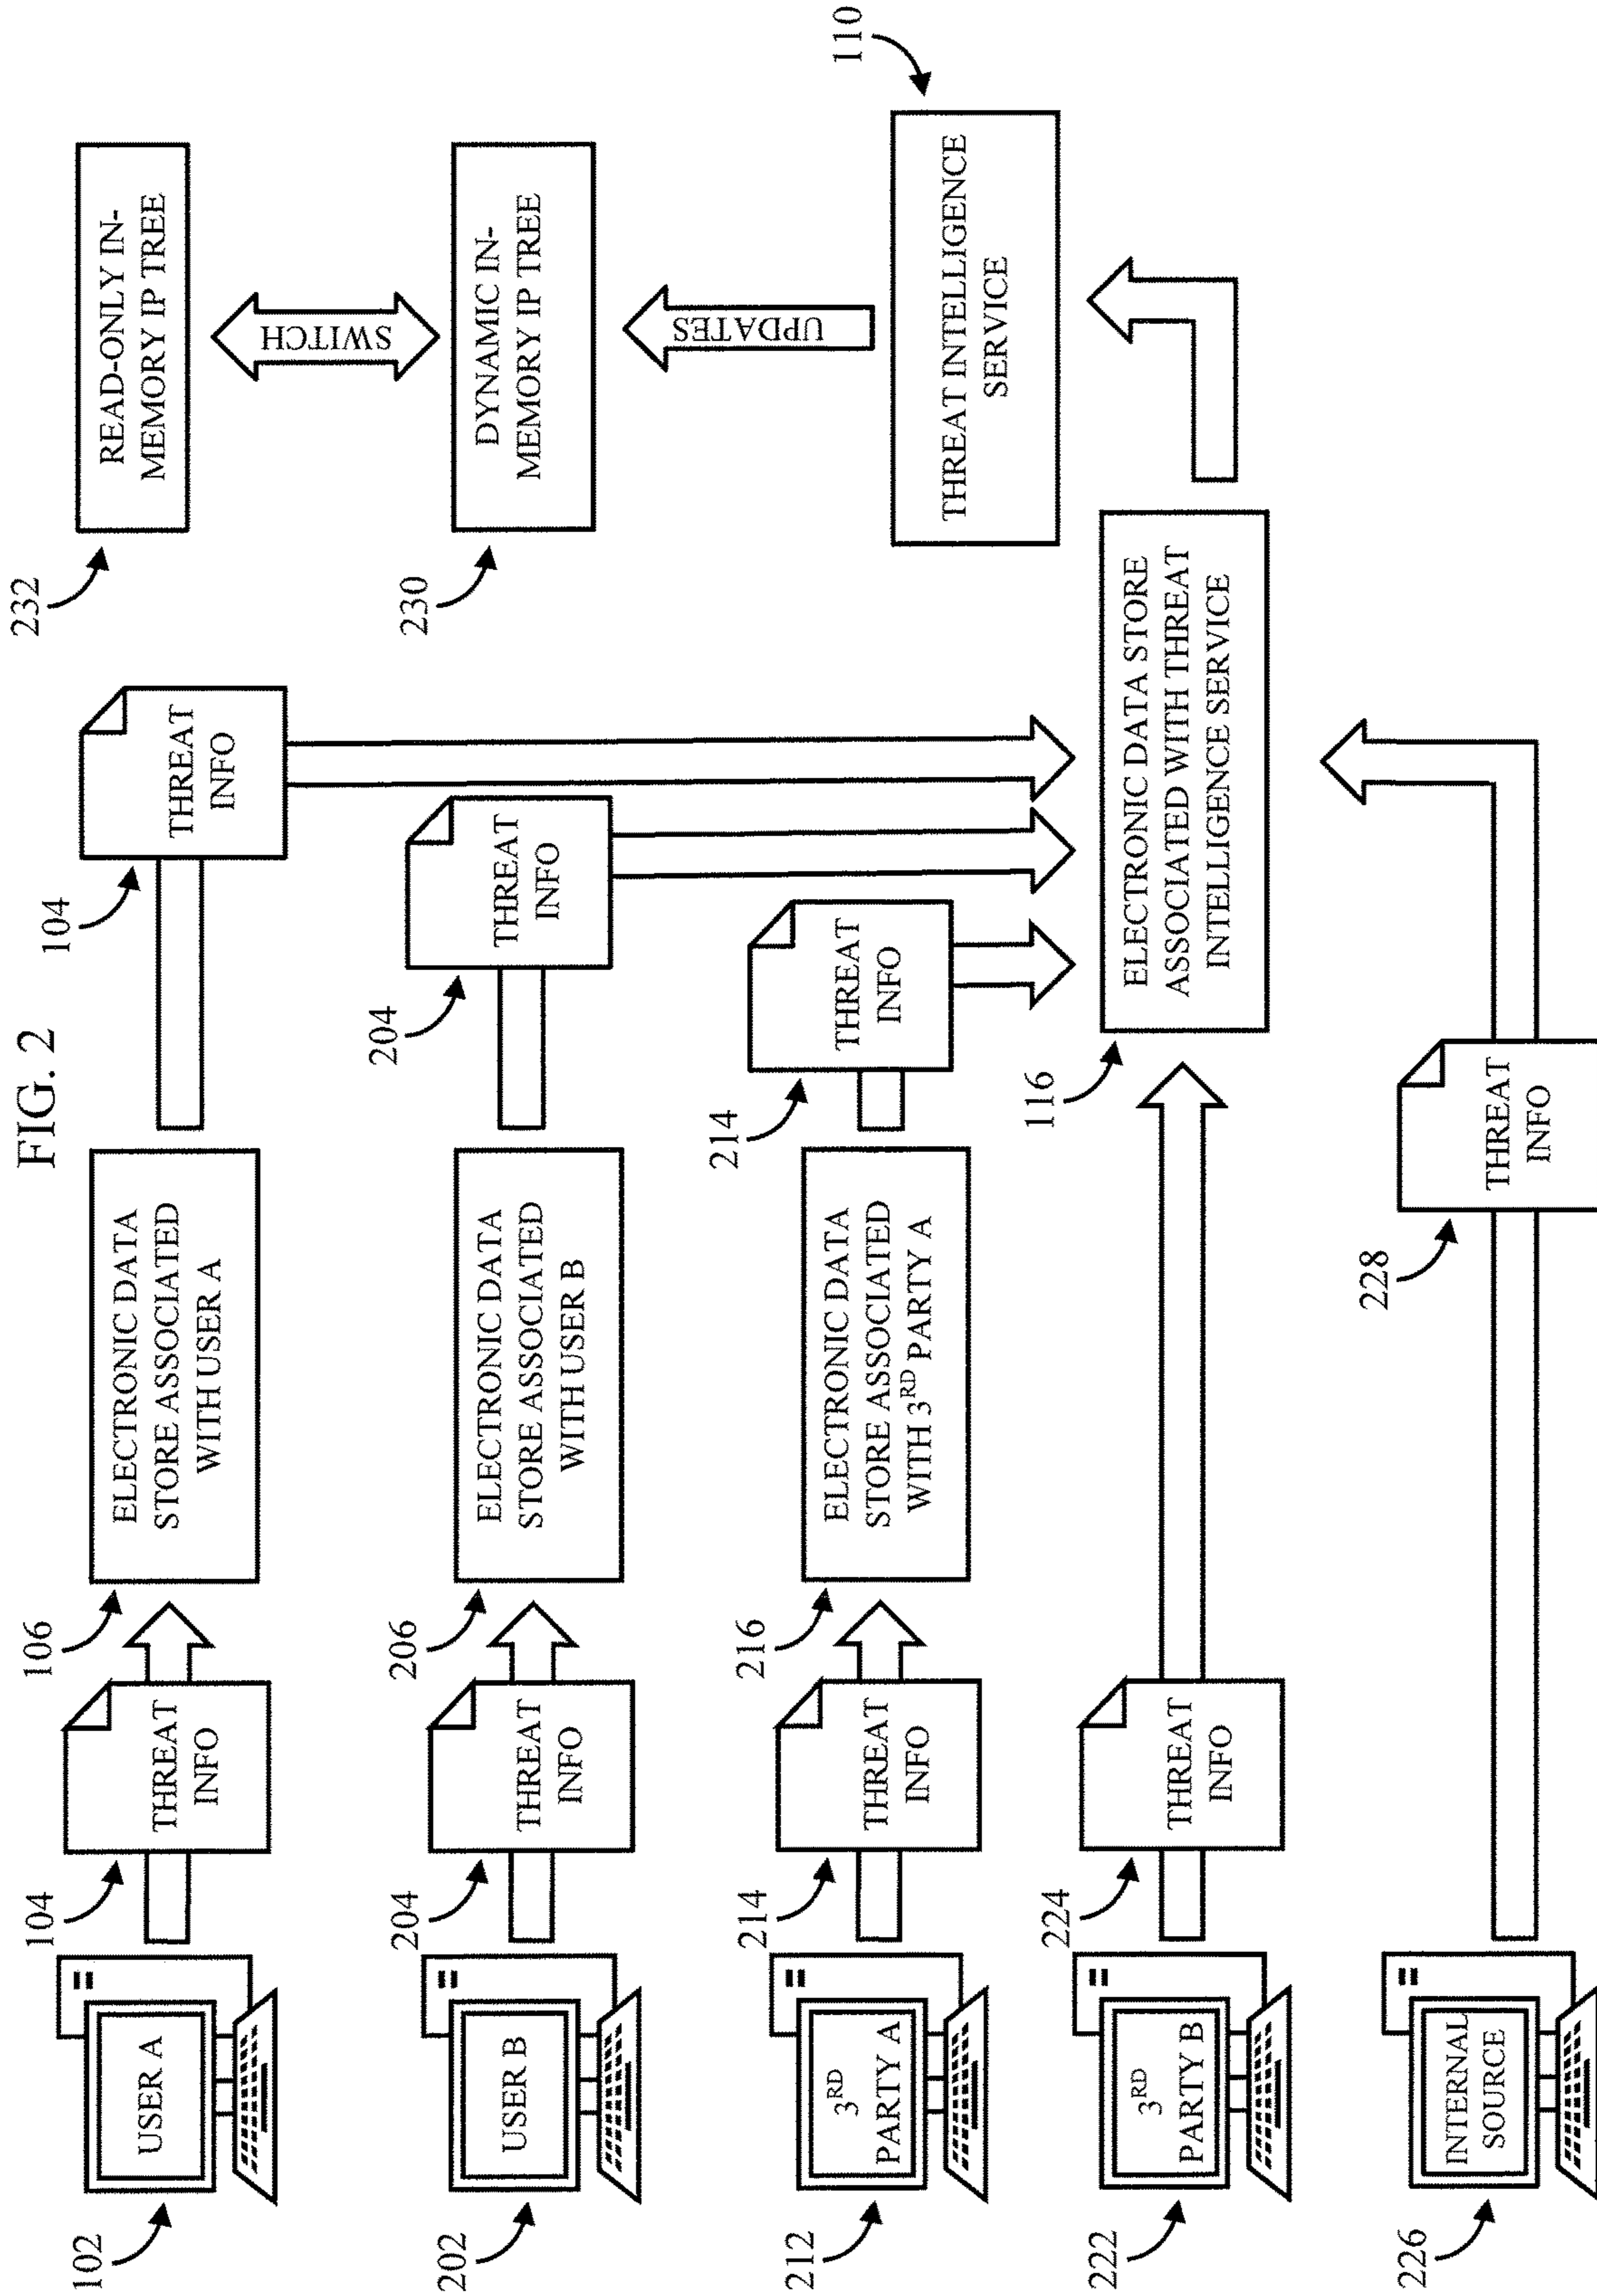 FIG. 2
102
USER A
104
THREAT
INFO
106
ELECTRONIC DATA
STORE ASSOCIATED
WITH USER A
104
THREAT
INFO
232
READ-ONLY IN-
MEMORY IP TREE
SWITCH
202
USER B
204
THREAT
INFO
206
ELECTRONIC DATA
STORE ASSOCIATED
WITH USER B
204
THREAT
INFO
230
DYNAMIC IN-
MEMORY IP TREE
UPDATES
212
3RD
PARTY A
214
THREAT
INFO
216
ELECTRONIC DATA
STORE ASSOCIATED
WITH 3RD PARTY A
214
THREAT
INFO
110
THREAT INTELLIGENCE
SERVICE
222
3RD
PARTY B
224
THREAT
INFO
116
ELECTRONIC DATA STORE
ASSOCIATED WITH THREAT
INTELLIGENCE SERVICE
226
INTERNAL
SOURCE
228
THREAT
INFO